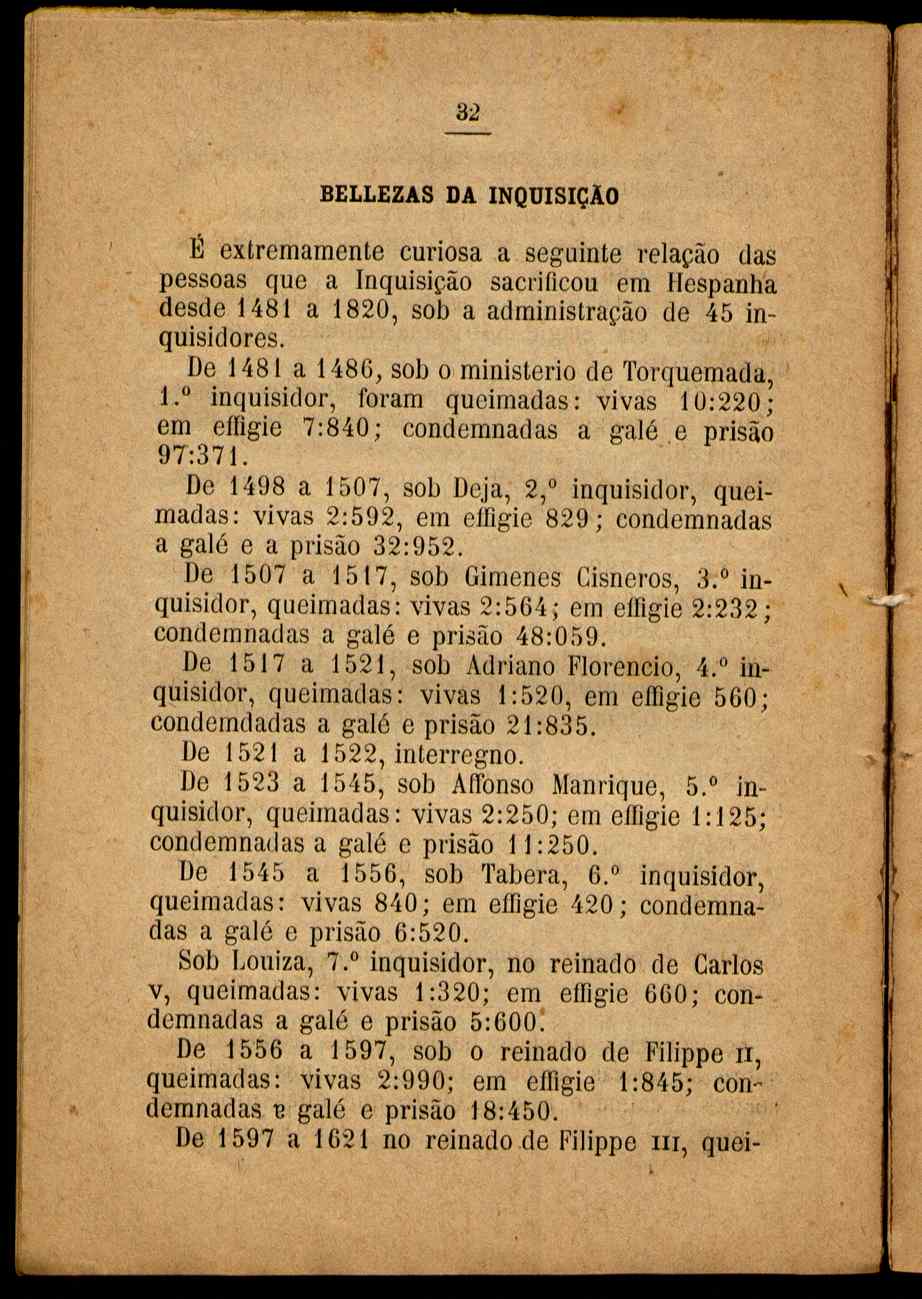 32
BELLEZAS DA INQUISIÇÃO
É extremamente curiosa a seguinte relação das
pessoas que a Inquisição sacrificou em Hespanha
desde 1481 a 1820, sob a administração de 45 in-
quisidores.
De 1481 a 1486, sob o ministerio de Torquemada,
1.º inquisidor, foram queimadas: vivas 10:220;
em effigie 7:840; condemnadas a galé e prisão
97:371.
De 1498 a 1507, sob Deja, 2,º inquisidor, quei-
madas: vivas 2:592, em effigie 829; condemnadas
a galé e a prisão 32:952.
De 1507 a 1517, sob Gimenes Cisneros, 3.º in-
quisidor, queimadas: vivas 2:564; em effigie 2:232;
condemnadas a galé e prisão 48:059.
De 1517 a 1521, sob Adriano Florencio, 4.º in-
quisidor, queimadas: vivas 1:520, em effigie 560;
condemdadas a galé e prisão 21:835.
De 1521 a 1522, interregno.
De 1523 a 1545, sob Affonso Manrique, 5.º in-
quisidor, queimadas: vivas 2:250; em effigie 1:125;
condemnadas a galé e prisão 11:250.
De 1545 a 1556, sob Tabera, 6.º inquisidor,
queimadas: vivas 840; em effigie 420; condemna-
das a galé e prisão 6:520.
Sob Louiza, 7.º inquisidor, no reinado de Carlos
V, queimadas: vivas 1:320; em effigie 660; con-
demnadas a galé e prisão 5:600.
De 1556 a 1597, sob o reinado de Filippe II,
queimadas: vivas 2:990; em effigie 1:845; con-
demnadas e galé e prisão 18:450.
De 1597 a 1621 no reinado de Filippe III, quei-